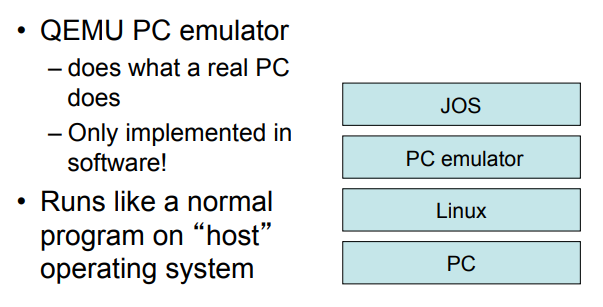 • QEMU PC emulator
– does what a real PC
does
– Only implemented in
software!
• Runs like a normal
program on “host”
operating system
JOS
PC emulator
Linux
PC